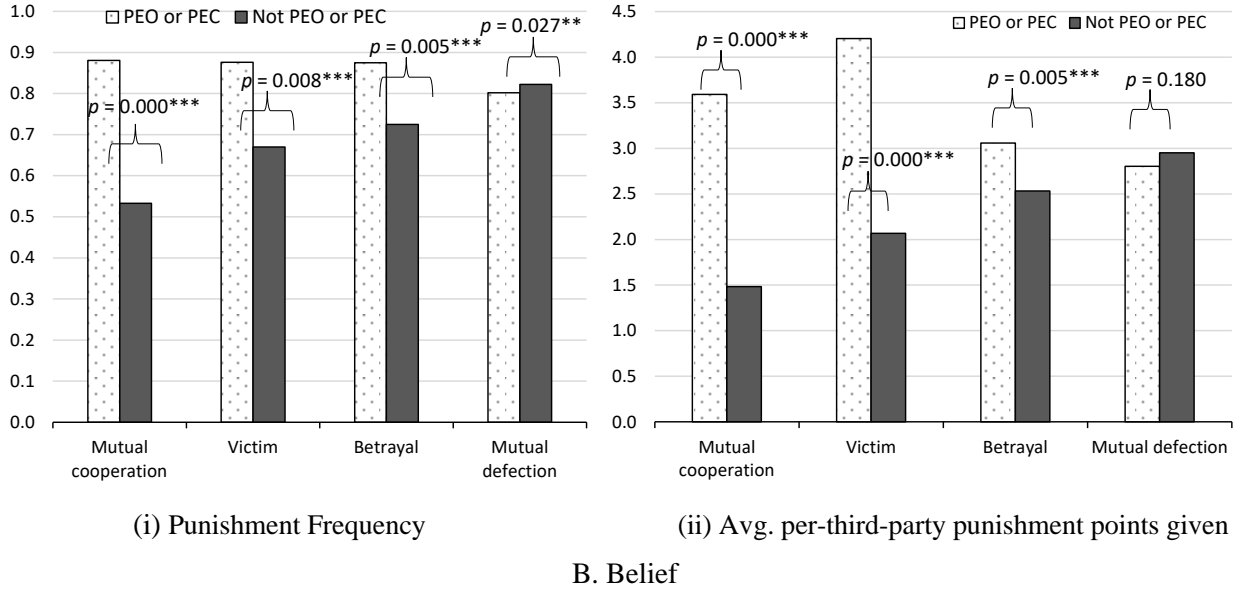 1.0
0.9
0.8
0.7
0.6
0.5
0.4
0.3
0.2
0.1
0.0
PEO or PEC Not PEO or PEC
p = 0.000***
p = 0.008***
p = 0.005***
p = 0.027**
Mutual cooperation
Victim
Betrayal
Mutual defection
(i) Punishment Frequency
4.5
4.0
3.5
3.0
2.5
2.0
1.5
1.0
0.5
0.0
PEO or PEC Not PEO or PEC
p = 0.000***
p = 0.000***
p = 0.005***
p = 0.180
Mutual cooperation
Victim
Betrayal
Mutual defection
(ii) Avg. per-third-party punishment points given
B. Belief